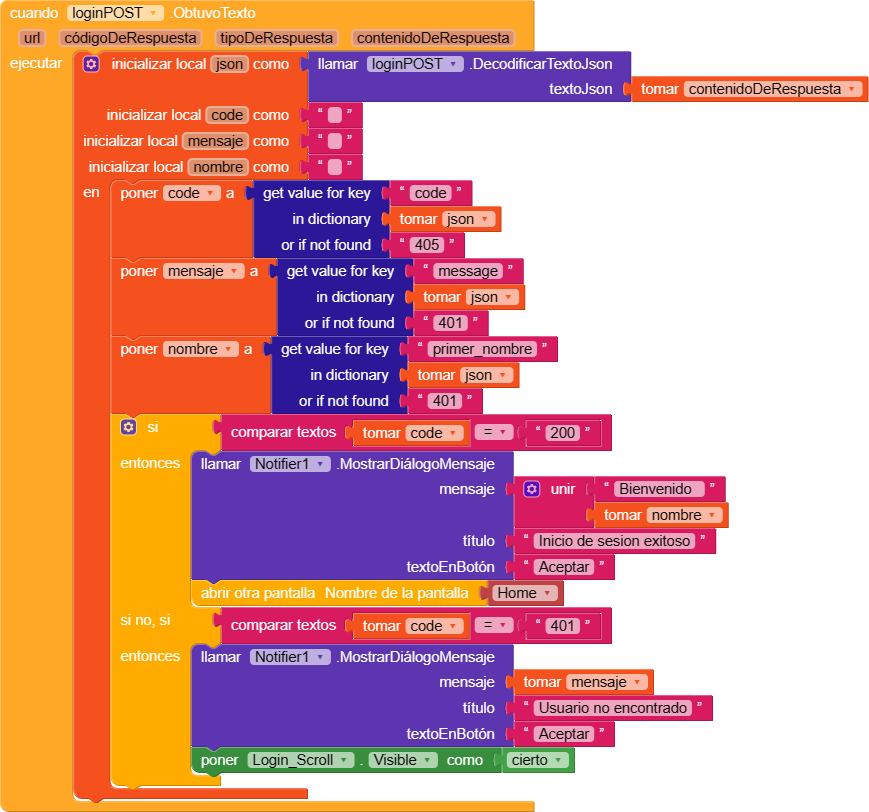 cuando loginPOST .ObtuvoTexto
url códigoDeRespuesta tipoDeRespuesta contenidoDeRespuesta
ejecutar inicializar local json como llamar loginPOST .DecodificarTextoJson
textoJson tomar contenidoDeRespuesta
inicializar local code como “ ”
inicializar local mensaje como “ ”
inicializar local nombre como “ ”
en poner code a get value for key “ code ”
in dictionary tomar json
or if not found “ 405 ”
poner mensaje a get value for key “ message ”
in dictionary tomar json
or if not found “ 401 ”
poner nombre a get value for key “ primer_nombre ”
in dictionary tomar json
or if not found “ 401 ”
si comparar textos tomar code = “ 200 ”
entonces llamar Notifier1 .MostrarDiálogoMensaje
mensaje unir “ Bienvenido ”
tomar nombre
título “ Inicio de sesion exitoso ”
textoEnBotón “ Aceptar ”
abrir otra pantalla Nombre de la pantalla Home
si no, si comparar textos tomar code = “ 401 ”
entonces llamar Notifier1 .MostrarDiálogoMensaje
mensaje tomar mensaje
título “ Usuario no encontrado ”
textoEnBotón “ Aceptar ”
poner Login_Scroll . Visible como cierto